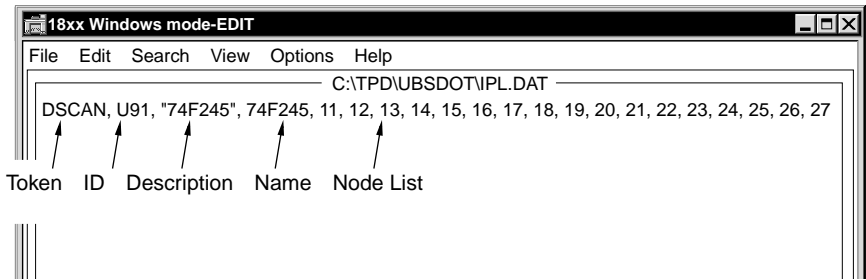 18xx Windows mode-EDIT
File Edit Search View Options Help
C:\TPD\UBSDOT\IPL.DAT
DSCAN, U91, "74F245", 74F245, 11, 12, 13, 14, 15, 16, 17, 18, 19, 20, 21, 22, 23, 24, 25, 26, 27
Token ID Description Name Node List